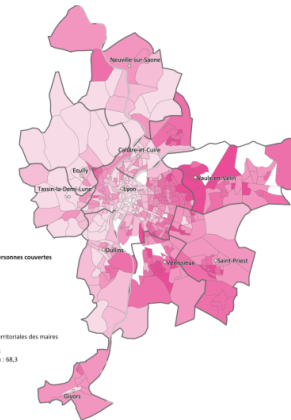 Neuville-sur-Saône
Caluire-et-Cuire
Ecully
Vaulx-en-Velin
Tassin-la-Demi-Lune
Lyon
ersonnes couvertes
Oullins
Vénissieux
Saint-Priest
erritoriales des maires
: 68,3
Givors